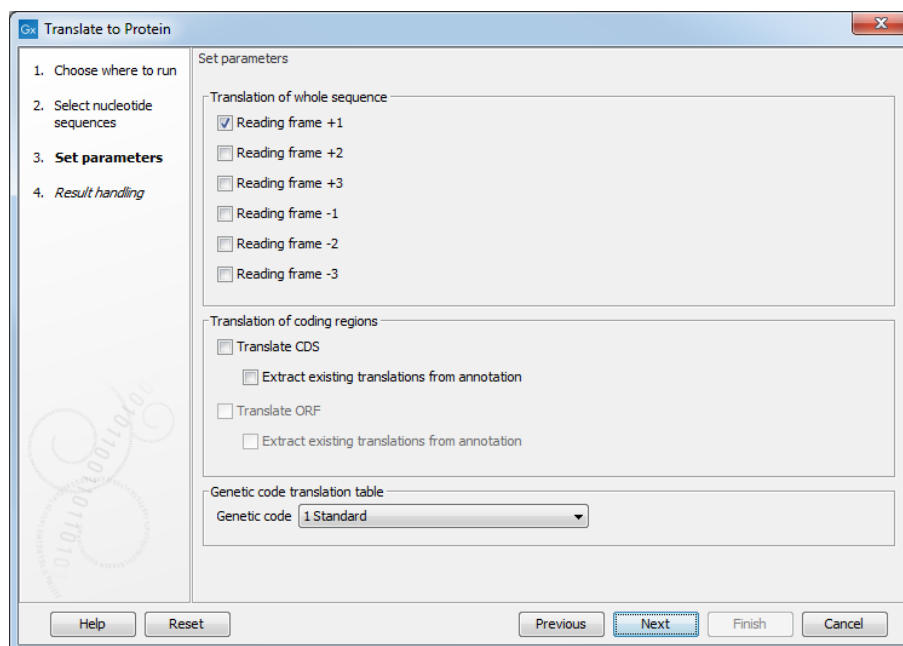 Gx Translate to Protein
1. Choose where to run
2. Select nucleotide
sequences
3. Set parameters
4. Result handling
Set parameters
Translation of whole sequence
Reading frame +1
Reading frame +2
Reading frame +3
Reading frame -1
Reading frame -2
Reading frame -3
Translation of coding regions
Translate CDS
Extract existing translations from annotation
Translate ORF
Extract existing translations from annotation
Genetic code translation table
Genetic code 1 Standard
Help Reset Previous Next Finish Cancel